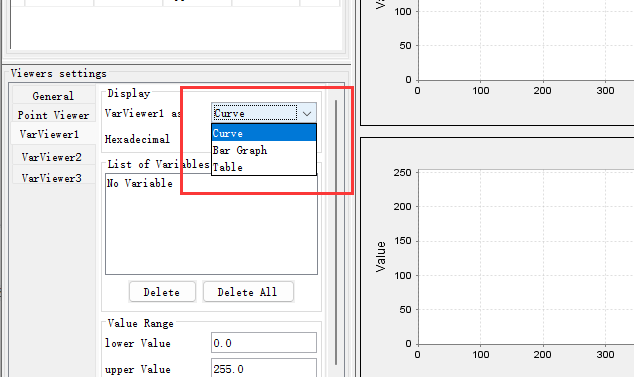 Viewers settings
General
Point Viewer
VarViewer1
VarViewer2
VarViewer3
Display
VarViewer1 as
Curve
Curve
Bar Graph
Table
Hexadecimal
List of Variables
No Variable
Delete
Delete All
Value Range
lower Value
0.0
upper Value
255.0
100
50
0
0
100
200
300
250
200
150
100
50
0
Value
0
100
200
300